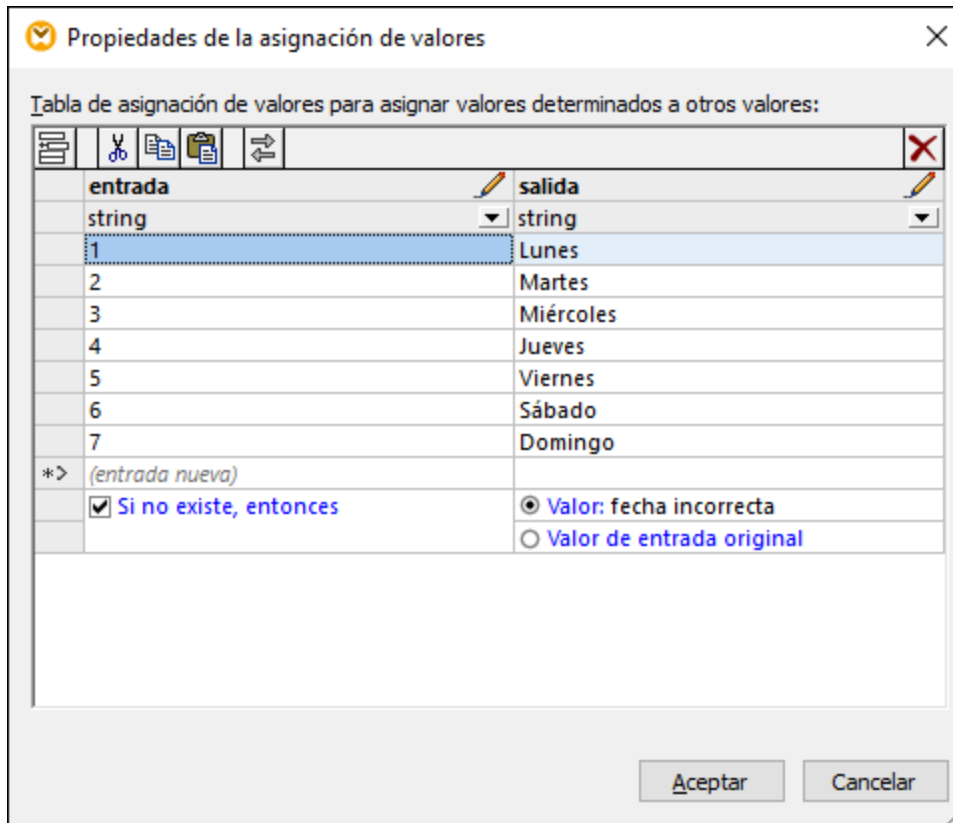 Propiedades de la asignación de valores
Tabla de asignación de valores para asignar valores determinados a otros valores:
entrada salida
string string
1 Lunes
2 Martes
3 Miércoles
4 Jueves
5 Viernes
6 Sábado
7 Domingo
(entrada nueva)
Si no existe, entonces Valor: fecha incorrecta
Valor de entrada original
Aceptar Cancelar